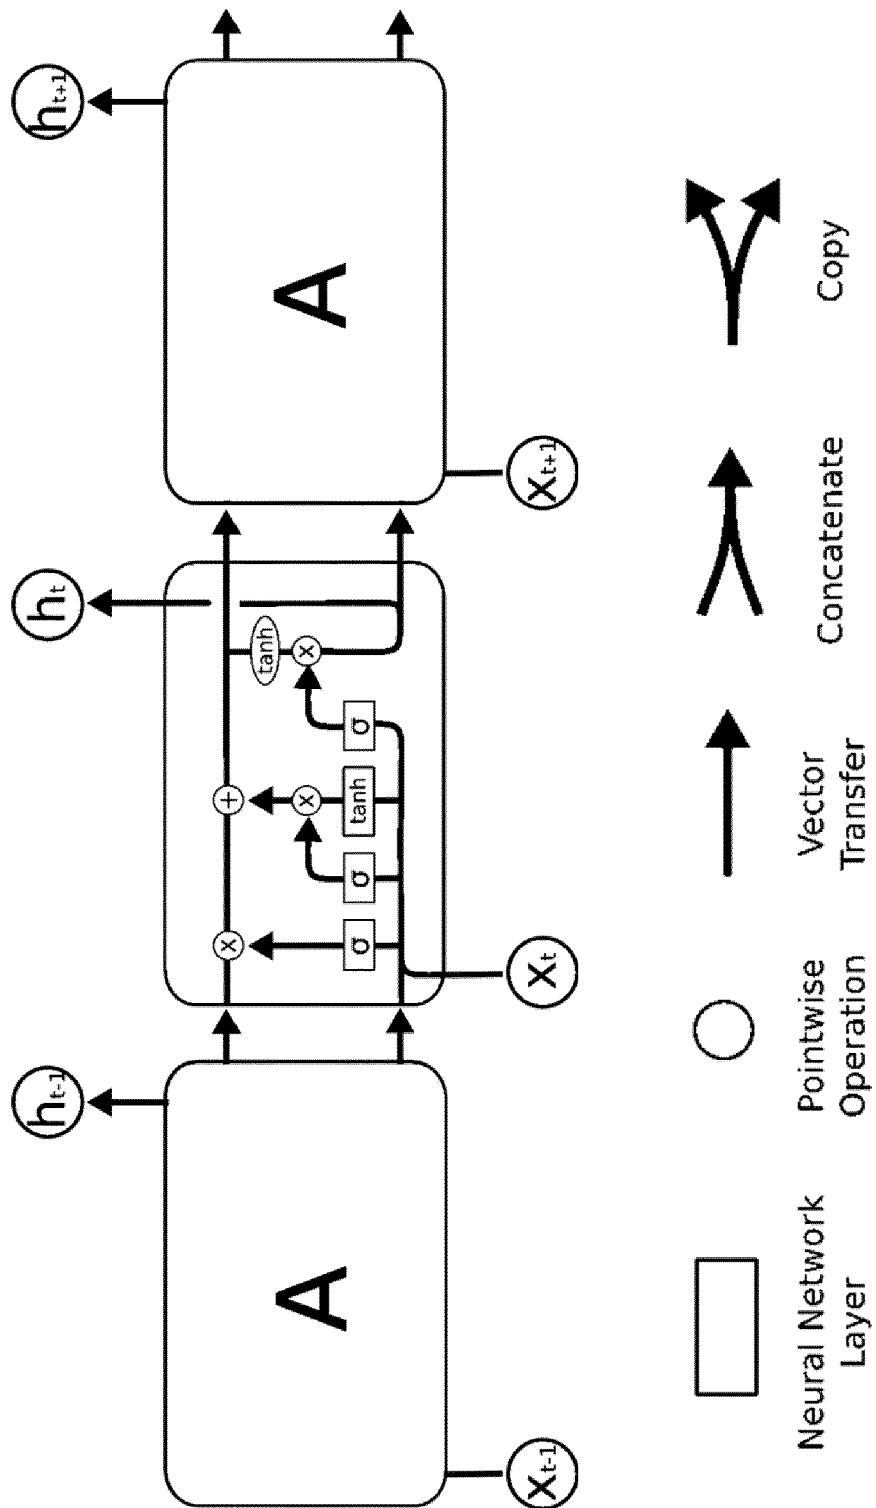 h t-1
h t
h t+1
A
x
+
tanh
x
x
σ
σ
tanh
σ
A
X t-1
X t
X t+1
Neural Network
Layer
Pointwise
Operation
Vector
Transfer
Concatenate
Copy